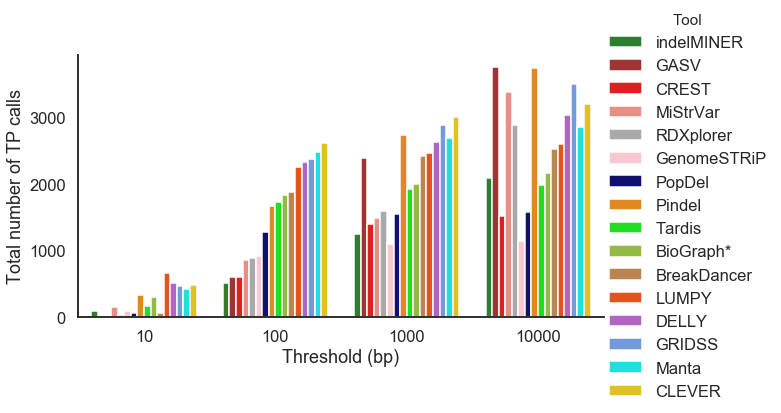 Tool
indelMINER
GASV
CREST
MiStrVar
RDXplorer
GenomeSTRiP
PopDel
Pindel
Tardis
BioGraph*
BreakDancer
LUMPY
DELLY
GRIDSS
Manta
CLEVER
Total number of TP calls
3000
2000
1000
0
10
100
1000
10000
Threshold (bp)